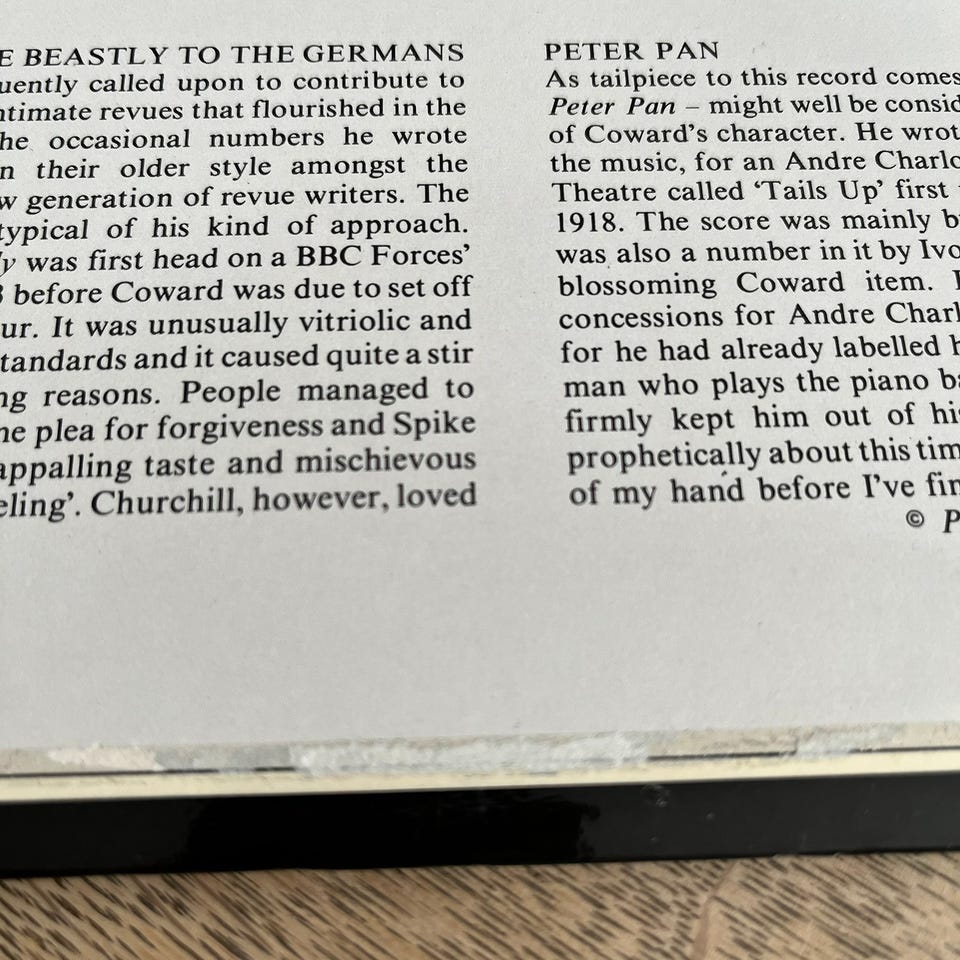 E BEASTLY TO THE GERMANS
uently called upon to contribute to
ntimate revues that flourished in the
he occasional numbers he wrote
n their older style amongst the
w generation of revue writers. The
typical of his kind of approach.
y was first head on a BBC Forces'
3 before Coward was due to set off
ur. It was unusually vitriolic and
tandards and it caused quite a stir
ng reasons. People managed to
ne plea for forgiveness and Spike
appalling taste and mischievous
eling'. Churchill, however, loved
PETER PAN
As tailpiece to this record comes
Peter Pan – might well be consid
of Coward's character. He wrot
the music, for an Andre Charlo
Theatre called 'Tails Up' first
1918. The score was mainly b
was also a number in it by Ivo
blossoming Coward item.
concessions for Andre Charl
for he had already labelled h
man who plays the piano ba
firmly kept him out of his
prophetically about this tim
of my hand before I've fin
© P